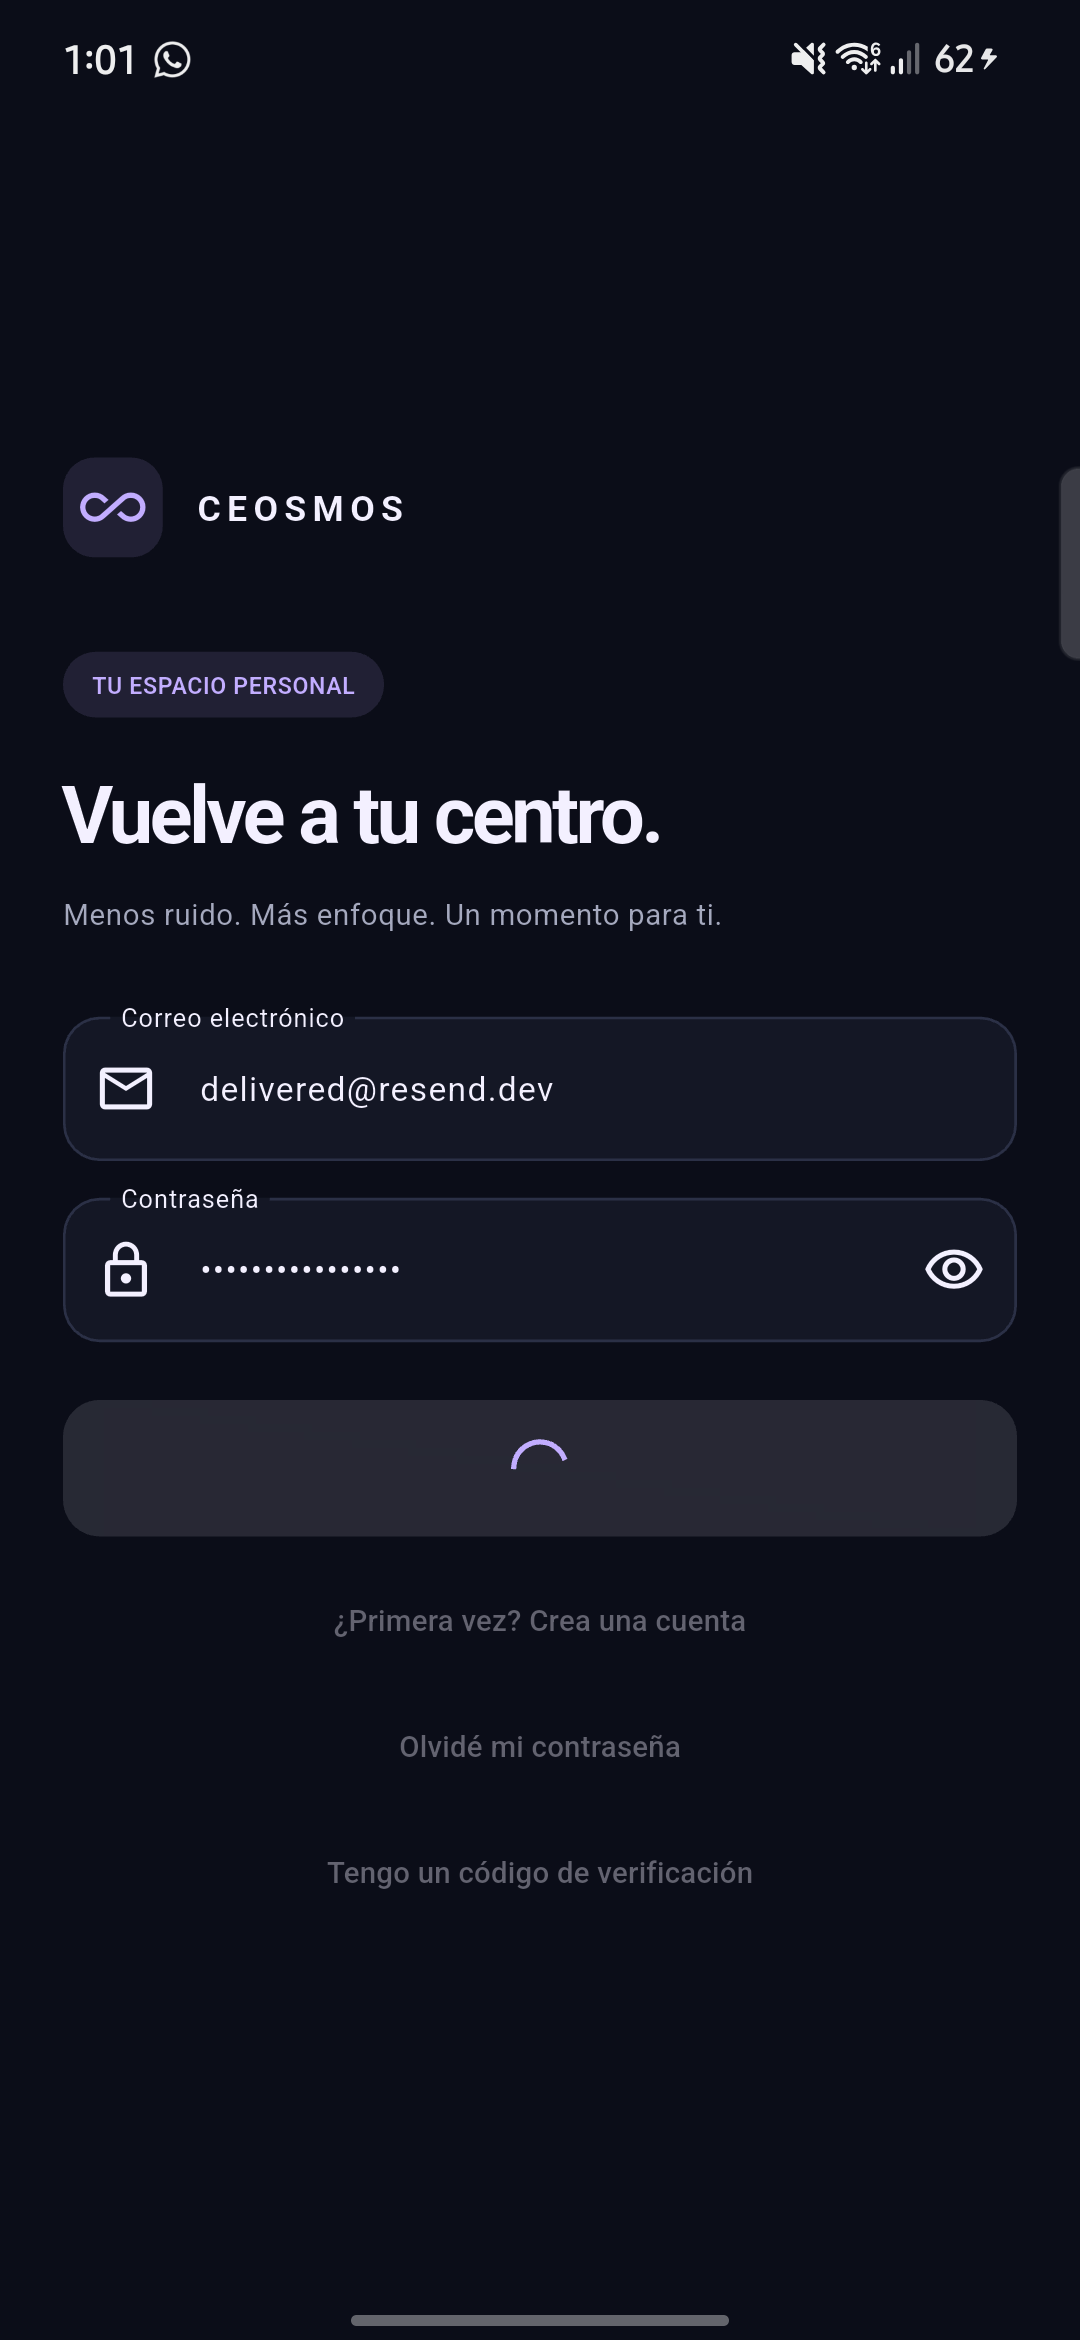 1:01
6
62
CEOSMOS
TU ESPACIO PERSONAL
Vuelve a tu centro.
Menos ruido. Más enfoque. Un momento para ti.
Correo electrónico
delivered@resend.dev
Contraseña
••••••••••••••••
¿Primera vez? Crea una cuenta
Olvidé mi contraseña
Tengo un código de verificación